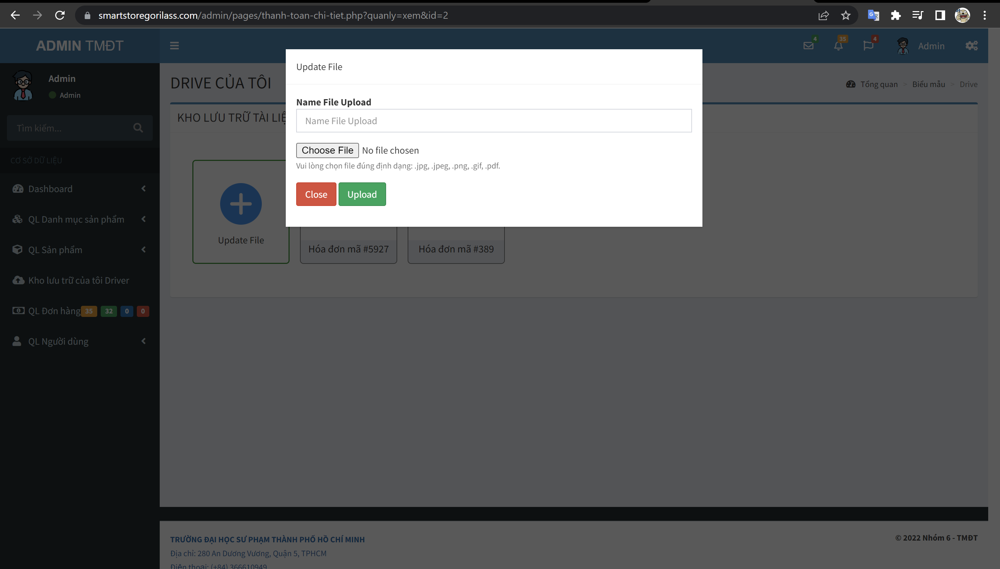 smartstoregorilass.com/admin/pages/thanh-toan-chi-tiet.php?quanly=xem&id=2
ADMIN TMĐT
4
35
4
Admin
Admin
Admin
Tìm kiếm...
CƠ SỞ DỮ LIỆU
Dashboard
QL Danh mục sản phẩm
QL Sản phẩm
Kho lưu trữ của tôi Driver
QL Đơn hàng 35 32 0 0
QL Người dùng
DRIVE CỦA TÔI
Tổng quan > Biểu mẫu > Drive
KHO LƯU TRỮ TÀI LIỆ
Update File
Name File Upload
Name File Upload
Choose File No file chosen
Vui lòng chọn file đúng định dạng: .jpg, .jpeg, .png, .gif, .pdf.
Close Upload
Update File
Hóa đơn mã #5927
Hóa đơn mã #389
TRƯỜNG ĐẠI HỌC SƯ PHẠM THÀNH PHỐ HỒ CHÍ MINH
Địa chỉ: 280 An Dương Vương, Quận 5, TPHCM
Điện thoại: (+84) 366610949
© 2022 Nhóm 6 - TMĐT